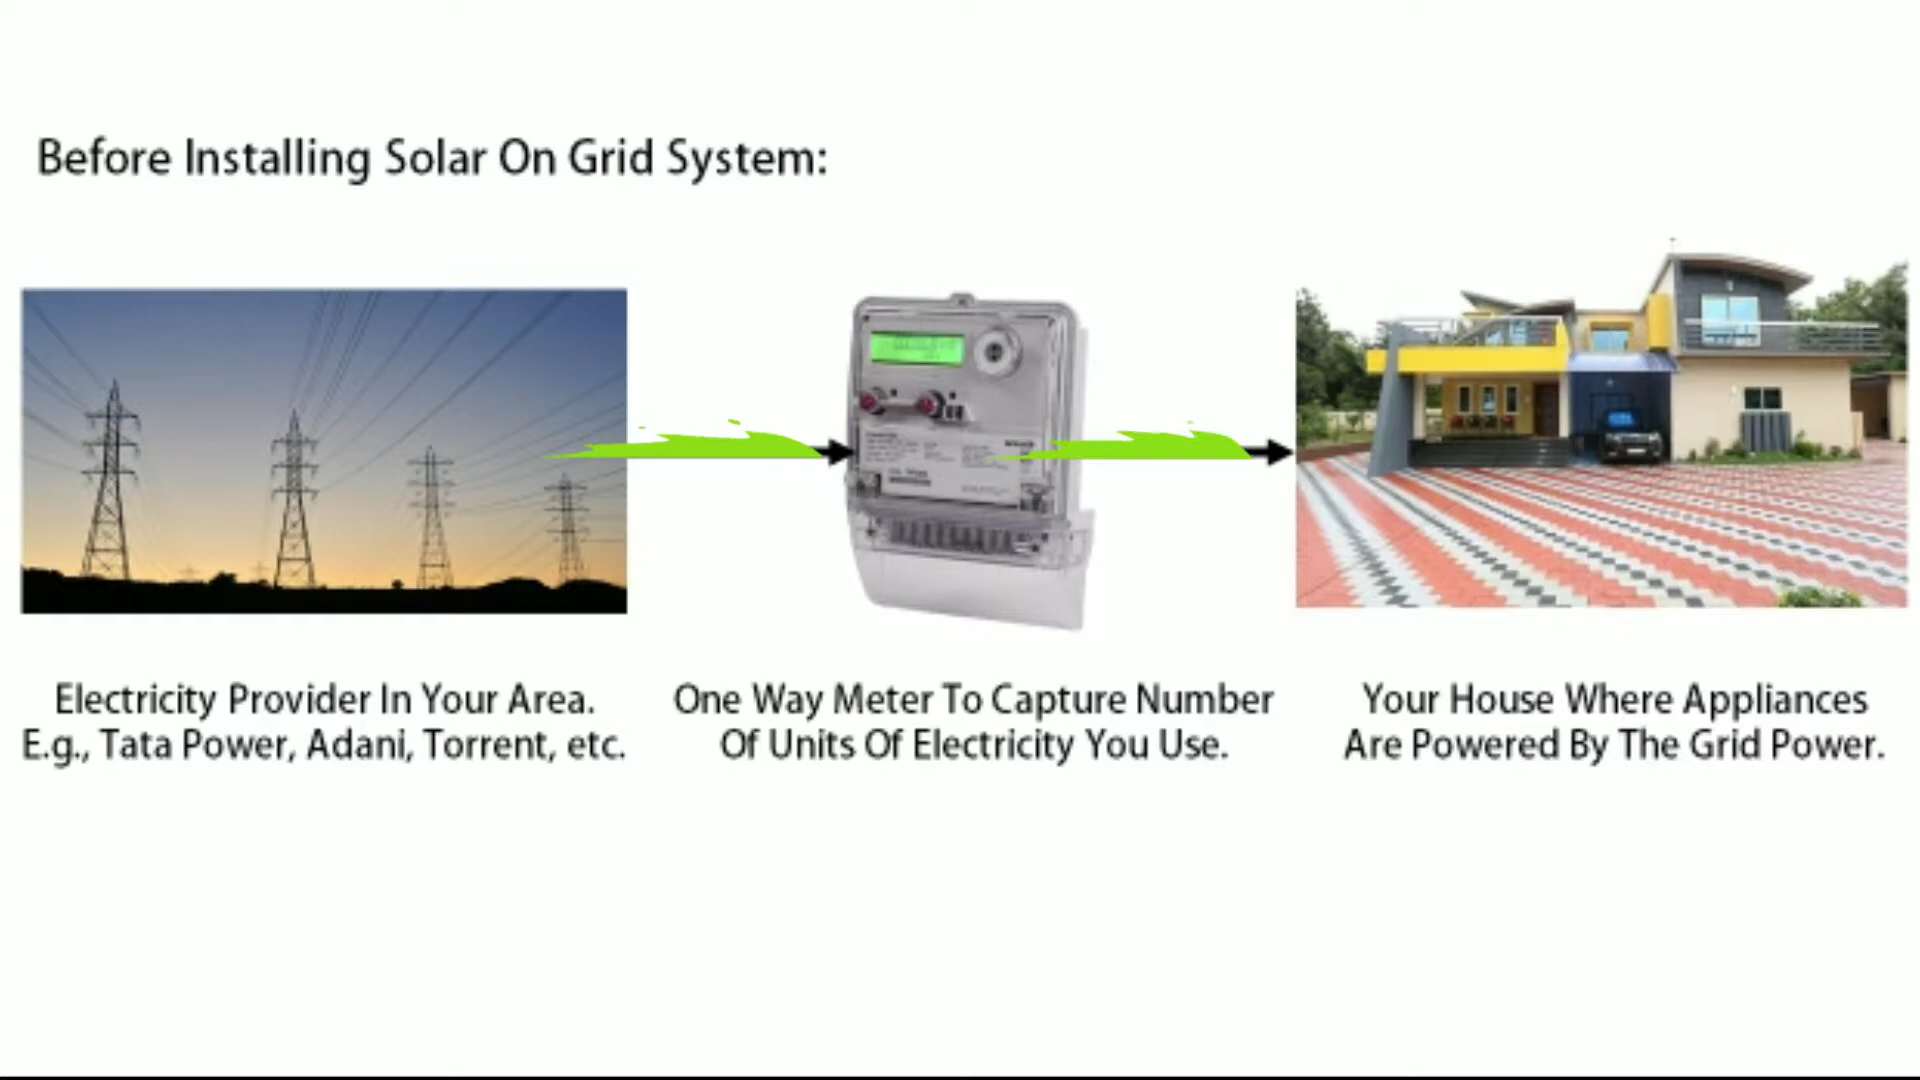 Before Installing Solar On Grid System:
Electricity Provider In Your Area.
E.g., Tata Power, Adani, Torrent, etc.
One Way Meter To Capture Number
Of Units Of Electricity You Use.
Your House Where Appliances
Are Powered By The Grid Power.